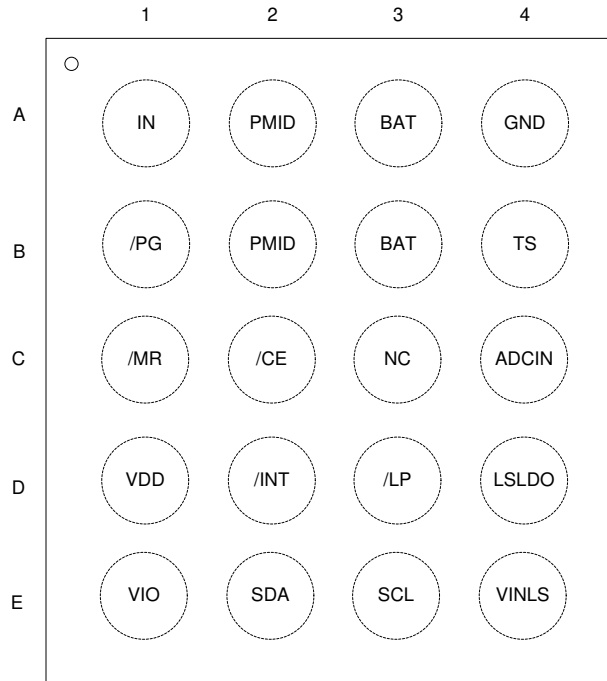 1 2 3 4
A IN PMID BAT GND
B /PG PMID BAT TS
C /MR /CE NC ADCIN
D VDD /INT /LP LSLDO
E VIO SDA SCL VINLS